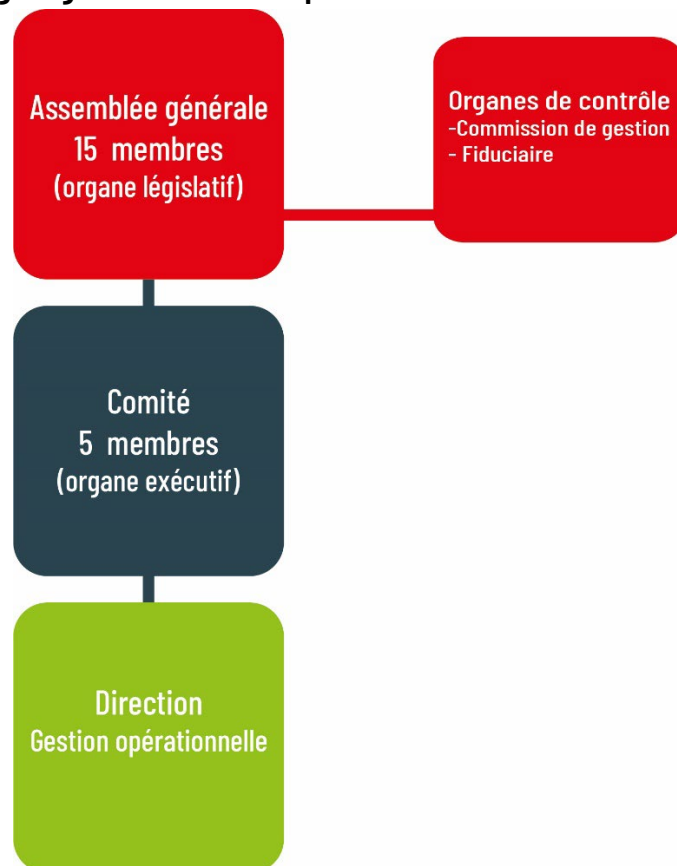 Assemblée générale
15 membres
(organe législatif)
Organes de contrôle
-Commission de gestion
- Fiduciaire
Comité
5 membres
(organe exécutif)
Direction
Gestion opérationnelle